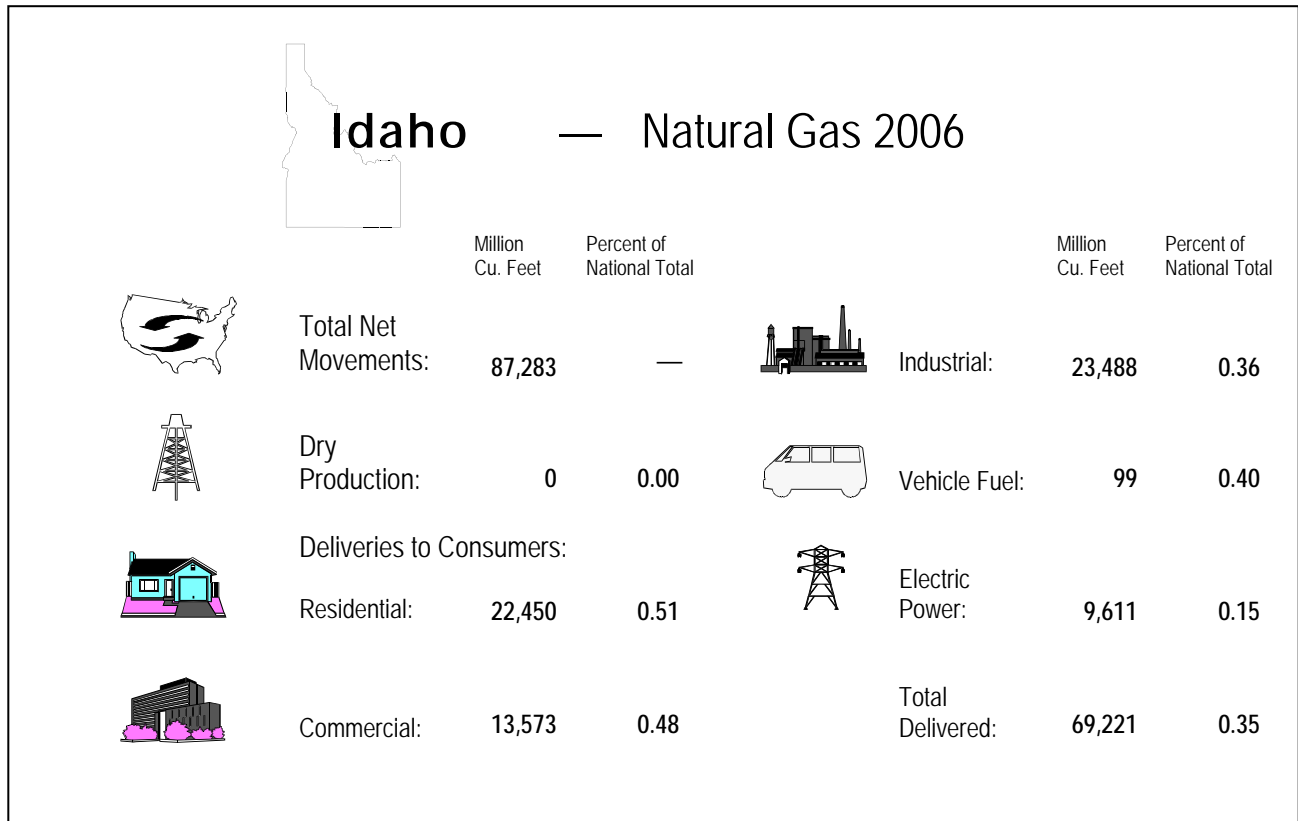 Idaho — Natural Gas 2006
Million Cu. Feet
Percent of National Total
Million Cu. Feet
Percent of National Total
Total Net
Movements: 87,283 —
Industrial: 23,488 0.36
Dry
Production: 0 0.00
Vehicle Fuel: 99 0.40
Deliveries to Consumers:
Residential: 22,450 0.51
Electric
Power: 9,611 0.15
Commercial: 13,573 0.48
Total
Delivered: 69,221 0.35